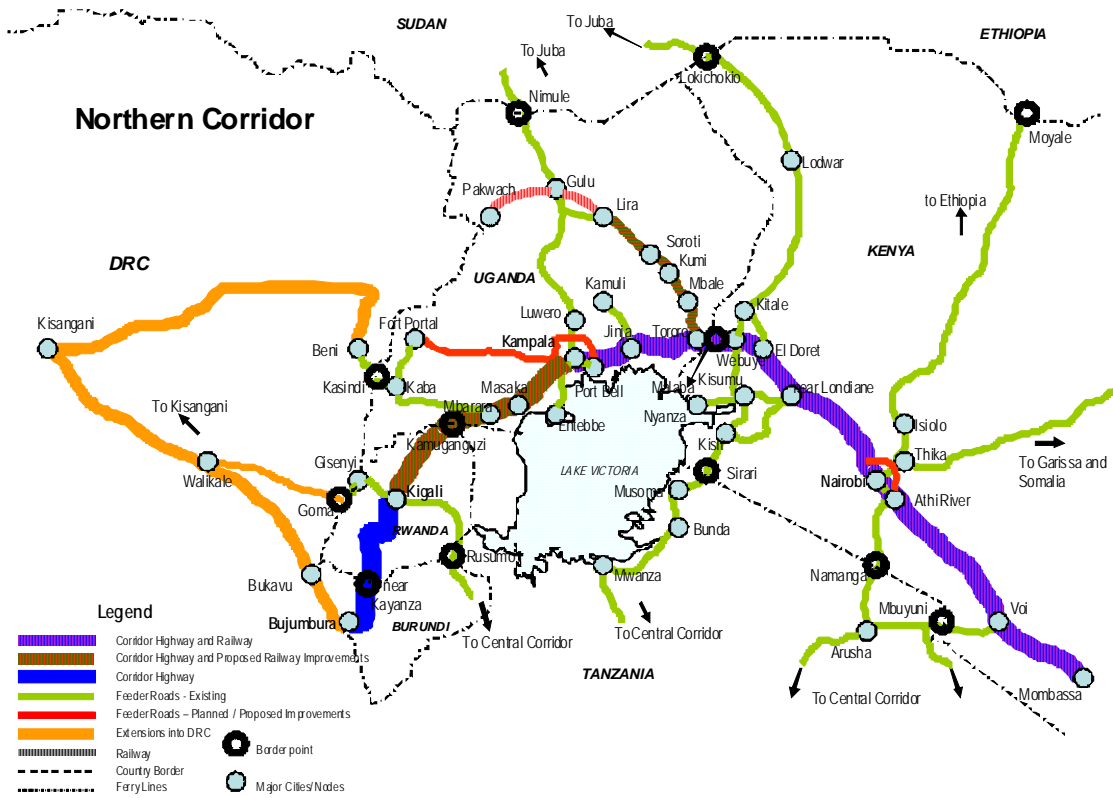 SUDAN
To Juba
ETHIOPIA
To Juba
Lokichokio
Nimule
Northern Corridor
Moyale
Lodwar
Gulu
Pakwach
Lira
to Ethiopia
Soroti
KENYA
DRC
Kumi
UGANDA
Kamuli
Mbale
Kitale
Luwero
Kisangani
Fort Portal
Jinja
Tororo
Kampala
Webuye
El Doret
Beni
Port Bell
Malaba
Kisumu
near Londiane
Kasindi
Kaba
Masaka
To Kisangani
Mbarara
Nyanza
Entebbe
Isiolo
Kamuganguzi
Kisii
Thika
Gisenyi
LAKE VICTORIA
Sirari
To Garissa and
Somalia
Walikale
Nairobi
Musoma
Kigali
Athi River
Goma
RWANDA
Bunda
Rusumo
Mwanza
Namanga
Bukavu
near
Kayanza
Mbuyuni
Voi
Legend
Bujumbura
BURUNDI
To Central Corridor
To Central Corridor
Arusha
Corridor Highway and Railway
Corridor Highway and Proposed Railway Improvements
TANZANIA
Corridor Highway
Mombassa
Feeder Roads - Existing
To Central Corridor
Feeder Roads – Planned / Proposed Improvements
Extensions into DRC
Railway
Border point
Country Border
Ferry Lines
Major Cities/Nodes